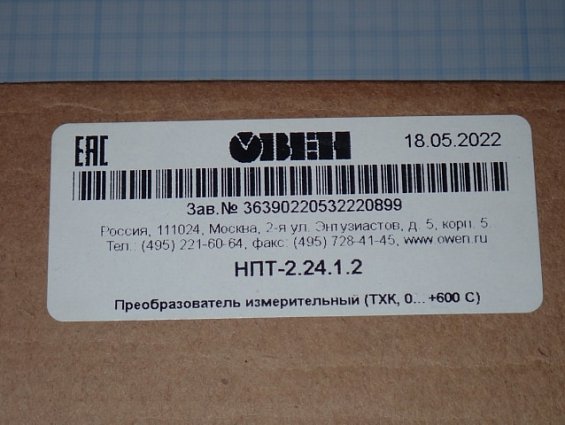 EAC ОВЕН 18.05.2022
Зав.№ 36390220532220899
Россия, 111024, Москва, 2-я ул. Энтузиастов, д. 5, корп. 5.
Тел.: (495) 221-60-64, факс: (495) 728-41-45, www.owen.ru
НПТ-2.24.1.2
Преобразователь измерительный (ТХК, 0... +600 С)